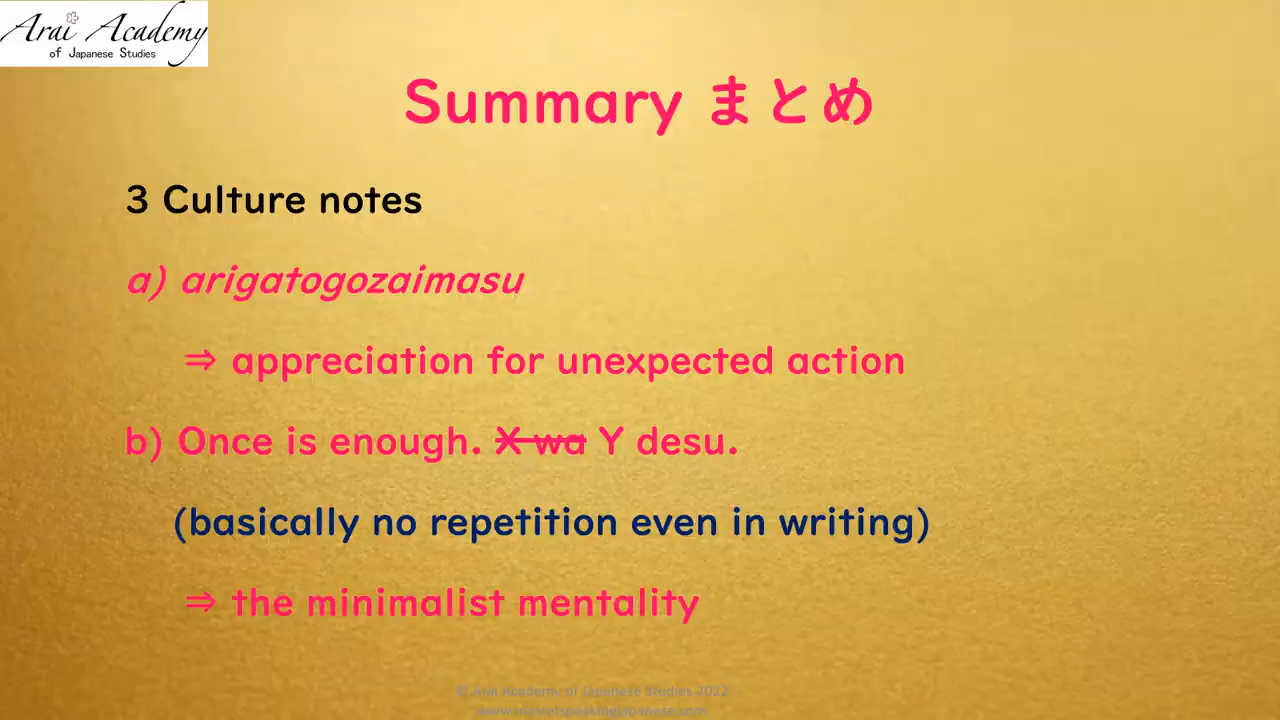 Arai Academy
of Japanese Studies
Summary まとめ
3 Culture notes
a) arigatogozaimasu
⇒ appreciation for unexpected action
b) Once is enough. X wa Y desu.
(basically no repetition even in writing)
⇒ the minimalist mentality
© Arai Academy of Japanese Studies 2022